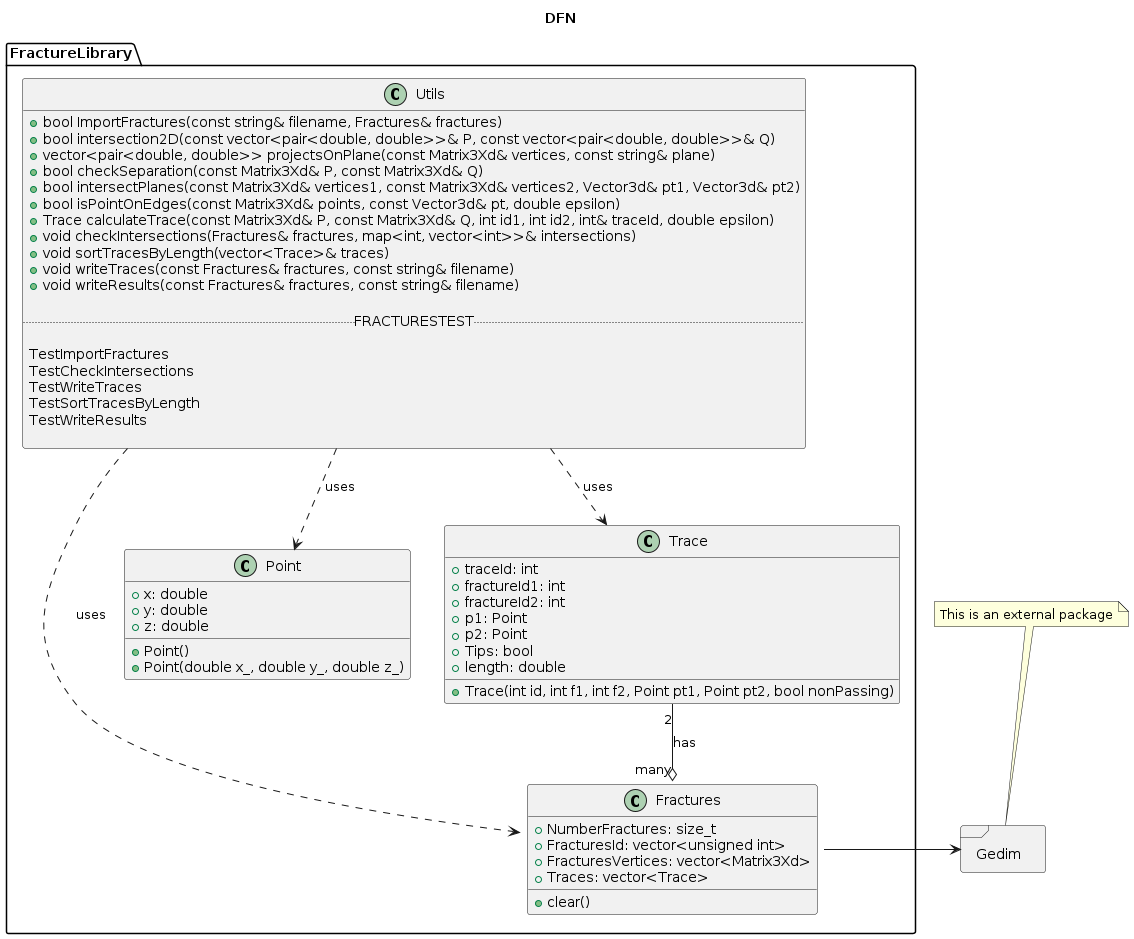 DFN
FractureLibrary
C Utils
bool ImportFractures(const string& filename, Fractures& fractures)
bool intersection2D(const vector<pair<double, double>>& P, const vector<pair<double, double>>& Q)
vector<pair<double, double>> projectsOnPlane(const Matrix3Xd& vertices, const string& plane)
bool checkSeparation(const Matrix3Xd& P, const Matrix3Xd& Q)
bool intersectPlanes(const Matrix3Xd& vertices1, const Matrix3Xd& vertices2, Vector3d& pt1, Vector3d& pt2)
bool isPointOnEdges(const Matrix3Xd& points, const Vector3d& pt, double epsilon)
Trace calculateTrace(const Matrix3Xd& P, const Matrix3Xd& Q, int id1, int id2, int& traceId, double epsilon)
void checkIntersections(Fractures& fractures, map<int, vector<int>>& intersections)
void sortTracesByLength(vector<Trace>& traces)
void writeTraces(const Fractures& fractures, const string& filename)
void writeResults(const Fractures& fractures, const string& filename)
FRACTURESTEST
TestImportFractures
TestCheckIntersections
TestWriteTraces
TestSortTracesByLength
TestWriteResults
uses
uses
uses
C Point
x: double
y: double
z: double
Point()
Point(double x_, double y_, double z_)
C Trace
traceId: int
fractureId1: int
fractureId2: int
p1: Point
p2: Point
Tips: bool
length: double
Trace(int id, int f1, int f2, Point pt1, Point pt2, bool nonPassing)
This is an external package
2
has
many
C Fractures
NumberFractures: size_t
FracturesId: vector<unsigned int>
FracturesVertices: vector<Matrix3Xd>
Traces: vector<Trace>
clear()
Gedim